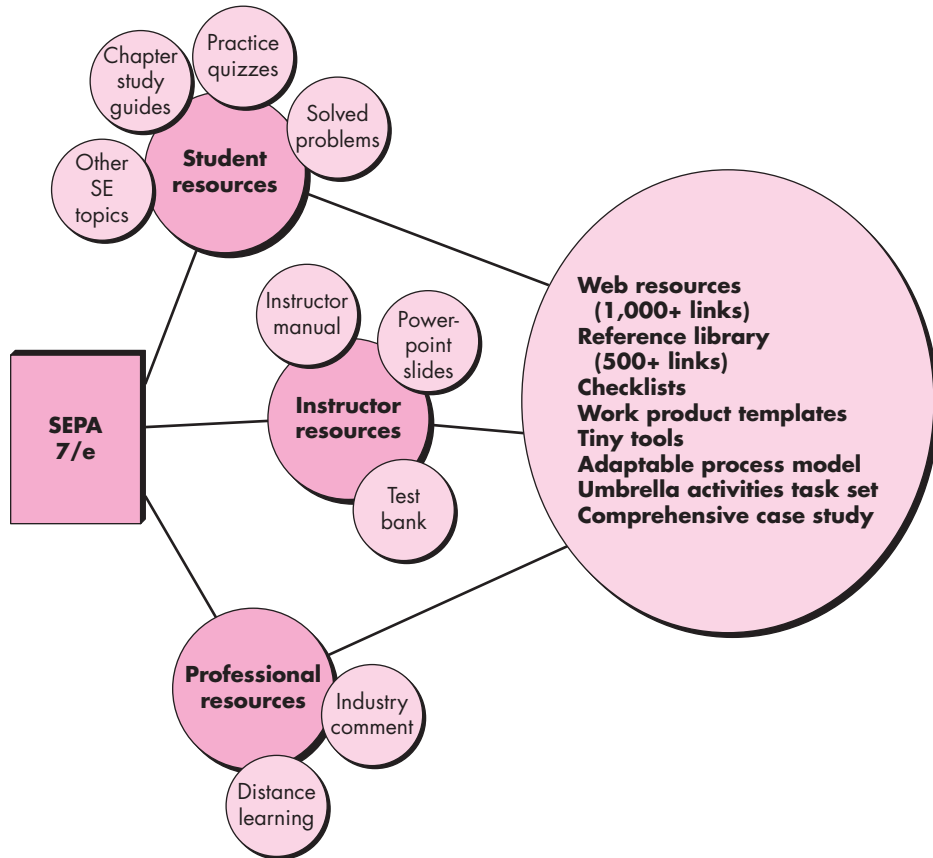 Practice
quizzes
Chapter
study
guides
Solved
problems
Other
SE
topics
Student
resources
Instructor
manual
Power-
point
slides
Instructor
resources
Test
bank
SEPA
7/e
Web resources
(1,000+ links)
Reference library
(500+ links)
Checklists
Work product templates
Tiny tools
Adaptable process model
Umbrella activities task set
Comprehensive case study
Professional
resources
Industry
comment
Distance
learning